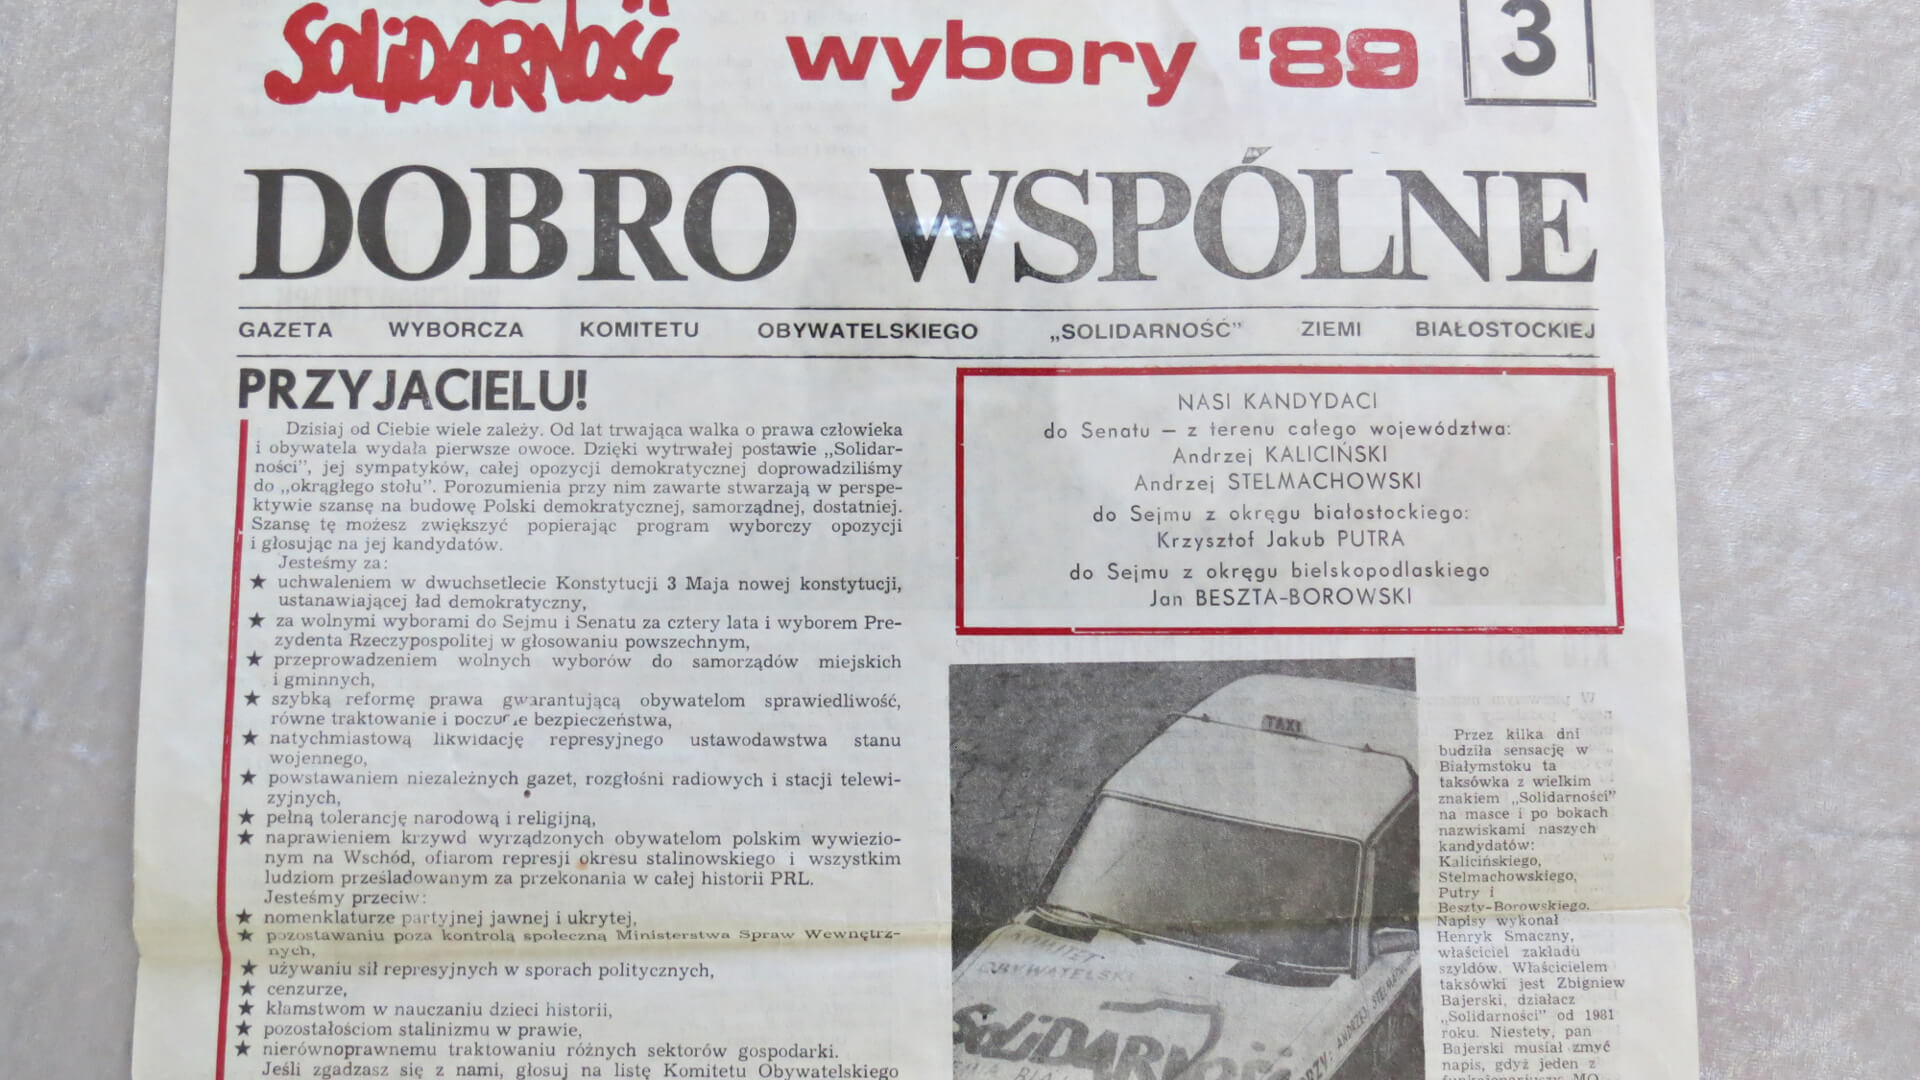 SOLIDARNOŚĆ
wybory '89
3
DOBRO WSPÓLNE
GAZETA WYBORCZA KOMITETU OBYWATELSKIEGO „SOLIDARNOŚĆ” ZIEMI BIAŁOSTOCKIEJ
PRZYJACIELU!
Dzisiaj od Ciebie wiele zależy. Od lat trwająca walka o prawa człowieka
i obywatela wydała pierwsze owoce. Dzięki wytrwałej postawie „Solidar-
ności”, jej sympatyków, całej opozycji demokratycznej doprowadziliśmy
do „okrągłego stołu”. Porozumienia przy nim zawarte stwarzają w perspe-
ktywie szansę na budowę Polski demokratycznej, samorządnej, dostatniej.
Szansę tę możesz zwiększyć popierając program wyborczy opozycji
i głosując na jej kandydatów.
Jesteśmy za:
★ uchwaleniem w dwuchsetlecie Konstytucji 3 Maja nowej konstytucji,
ustanawiającej ład demokratyczny,
★ za wolnymi wyborami do Sejmu i Senatu za cztery lata i wyborem Pre-
zydenta Rzeczypospolitej w głosowaniu powszechnym,
★ przeprowadzeniem wolnych wyborów do samorządów miejskich
i gminnych,
★ szybką reformę prawa gwarantującą obywatelom sprawiedliwość,
równe traktowanie i poczucie bezpieczeństwa,
★ natychmiastową likwidację represyjnego ustawodawstwa stanu
wojennego,
★ powstawaniem niezależnych gazet, rozgłośni radiowych i stacji telewi-
zyjnych,
★ pełną tolerancję narodową i religijną,
★ naprawieniem krzywd wyrządzonych obywatelom polskim wywiezio-
nym na Wschód, ofiarom represji okresu stalinowskiego i wszystkim
ludziom prześladowanym za przekonania w całej historii PRL.
Jesteśmy przeciw:
★ nomenklaturze partyjnej jawnej i ukrytej,
★ pozostawaniu poza kontrolą społeczną Ministerstwa Spraw Wewnętrz-
nych,
★ używaniu sił represyjnych w sporach politycznych,
★ cenzurze,
★ kłamstwom w nauczaniu dzieci historii,
★ pozostałościom stalinizmu w prawie,
★ nierównoprawnemu traktowaniu różnych sektorów gospodarki.
Jeśli zgadzasz się z nami, głosuj na listę Komitetu Obywatelskiego
NASI KANDYDACI
do Senatu — z terenu całego województwa:
Andrzej KALICIŃSKI
Andrzej STELMACHOWSKI
do Sejmu z okręgu białostockiego:
Krzysztof Jakub PUTRA
do Sejmu z okręgu bielskopodlaskiego
Jan BESZTA-BOROWSKI
TAXI
KOMITET
OBYWATELSKI
SOLIDARNOŚĆ
ANDRZEJ
Przez kilka dni
budziła sensację w
Białymstoku ta
taksówka z wielkim
znakiem „Solidarności”
na masce i po bokach
nazwiskami naszych
kandydatów:
Kalicińskiego,
Stelmachowskiego,
Putry i
Beszty-Borowskiego.
Napisy wykonał
Henryk Smaczny,
właściciel zakładu
szyldów. Właścicielem
taksówki jest Zbigniew
Bajerski, działacz
„Solidarności” od 1981
roku. Niestety, pan
Bajerski musiał zmyć
napis, gdyż jeden z